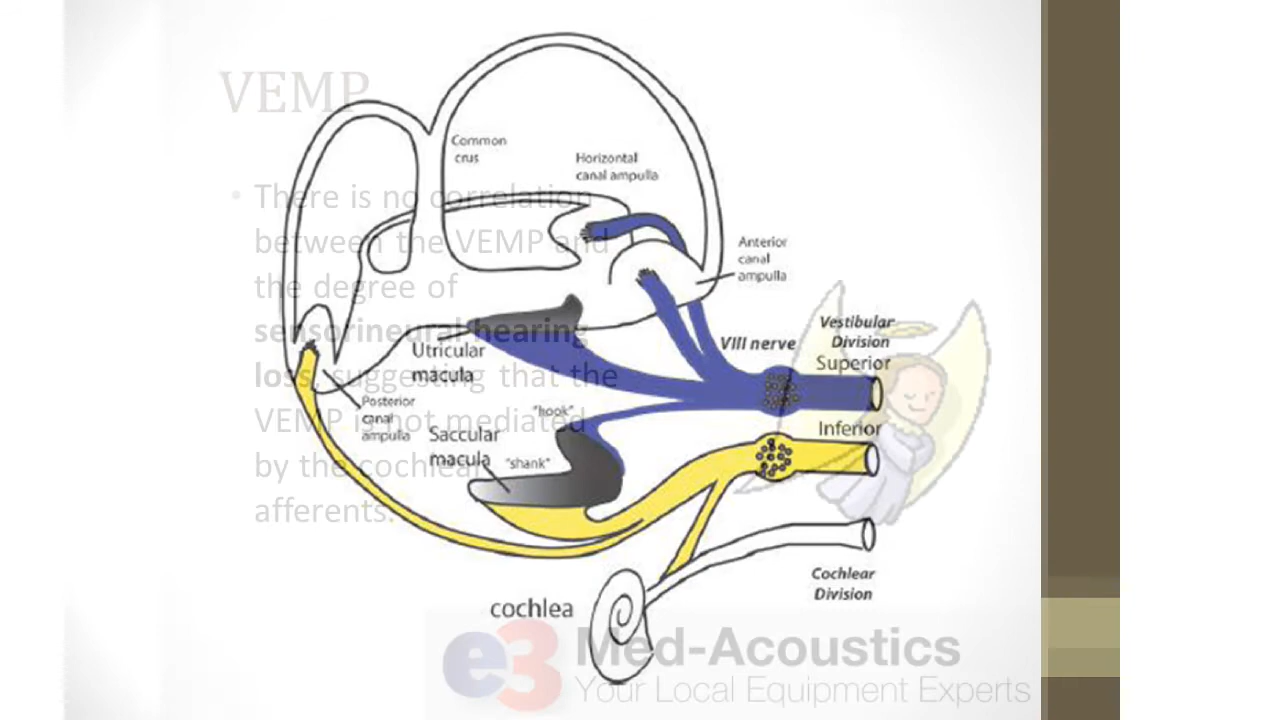 VEMP
• There is no correlation
between the VEMP and
the degree of
sensorineural hearing
loss, suggesting that the
VEMP is not mediated
by the cochlear
afferents.
Common
crus
Horizontal
canal ampulla
Anterior
canal
ampulla
Vestibular
Division
VIII nerve
Superior
Utricular
macula
Posterior
canal
ampulla
"hook"
Inferior
Saccular
macula
"shank"
Cochlear
Division
cochlea
e3 Med-Acoustics
Your Local Equipment Experts